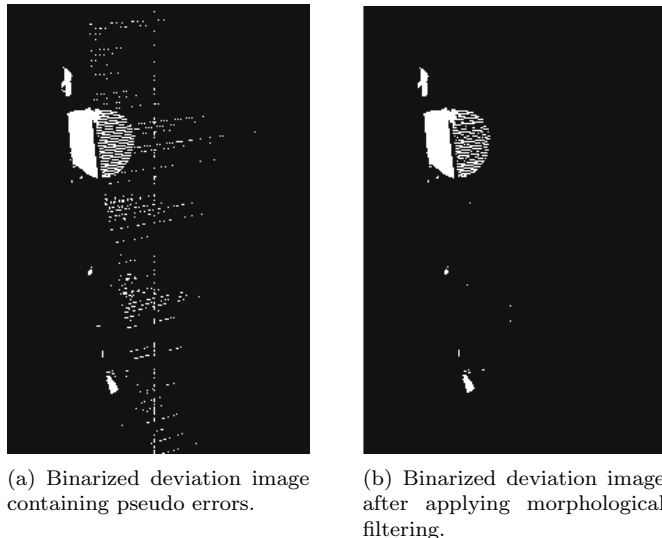 (a) Binarized deviation image
containing pseudo errors.
(b) Binarized deviation image
after applying morphological
filtering.